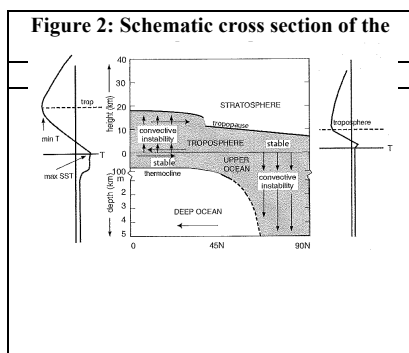 Figure 2: Schematic cross section of the
40
STRATOSPHERE
30
height (km)
20
tropopause
10
convective
instability
TROPOSPHERE
stable
0
stable
UPPER
OCEAN
100
m
thermocline
convective
instability
2
3
4
5
depth (km)
DEEP OCEAN
0
45N
90N
trop
min T
T
max SST
troposphere
T